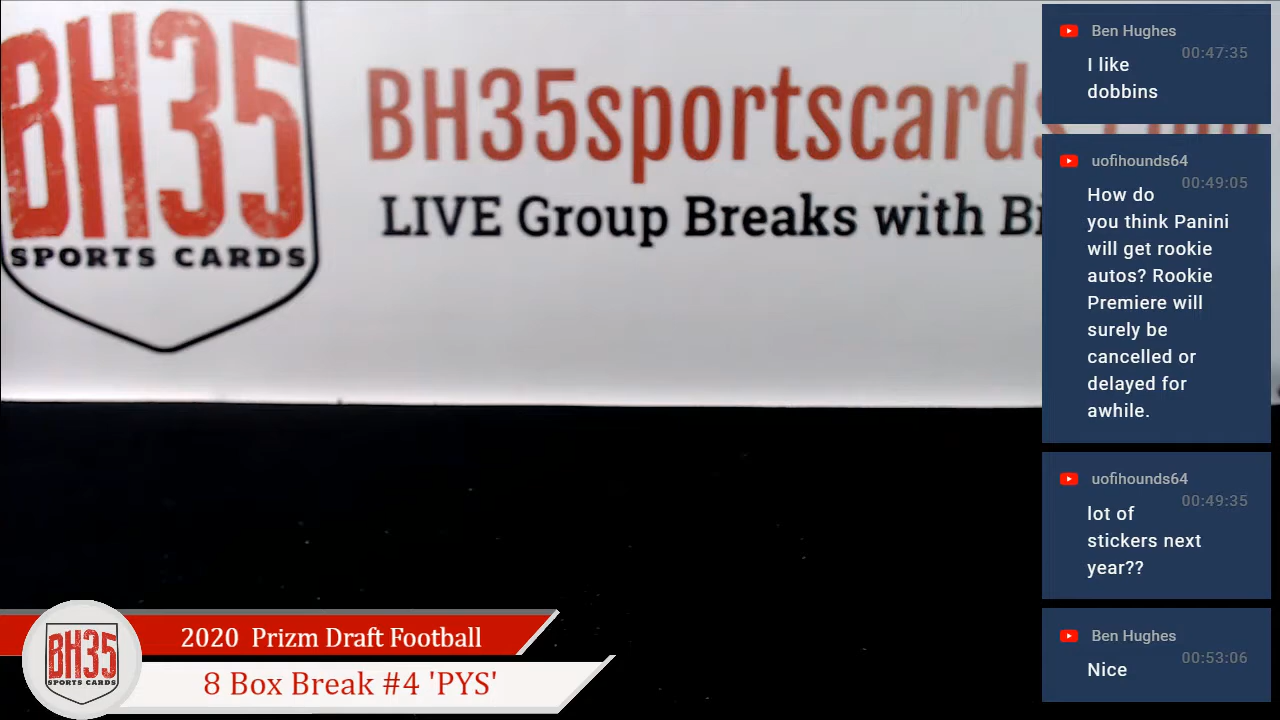 BH35
SPORTS CARDS
BH35sportscards
LIVE Group Breaks with
Ben Hughes
00:47:35
I like
dobbins
uofihounds64
00:49:05
How do
you think Panini
will get rookie
autos? Rookie
Premiere will
surely be
cancelled or
delayed for
awhile.
uofihounds64
00:49:35
lot of
stickers next
year??
Ben Hughes
00:53:06
Nice
BH35
SPORTS CARDS
2020 Prizm Draft Football
8 Box Break #4 'PYS'